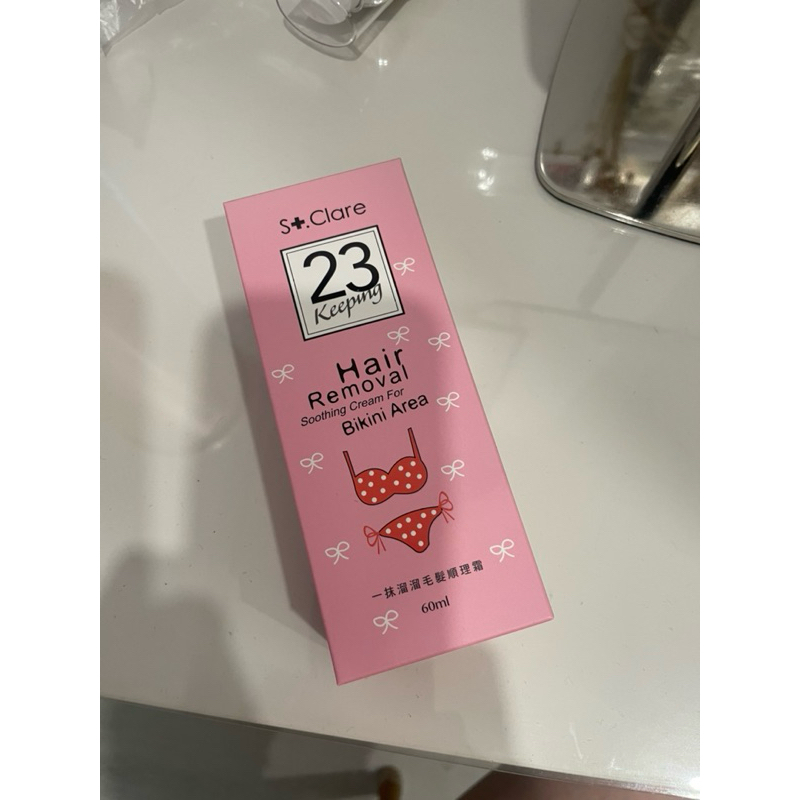 St.Clare
23
Keeping
Hair
Removal
Soothing Cream For
Bikini Area
一抹溜溜毛髮順理霜
60ml